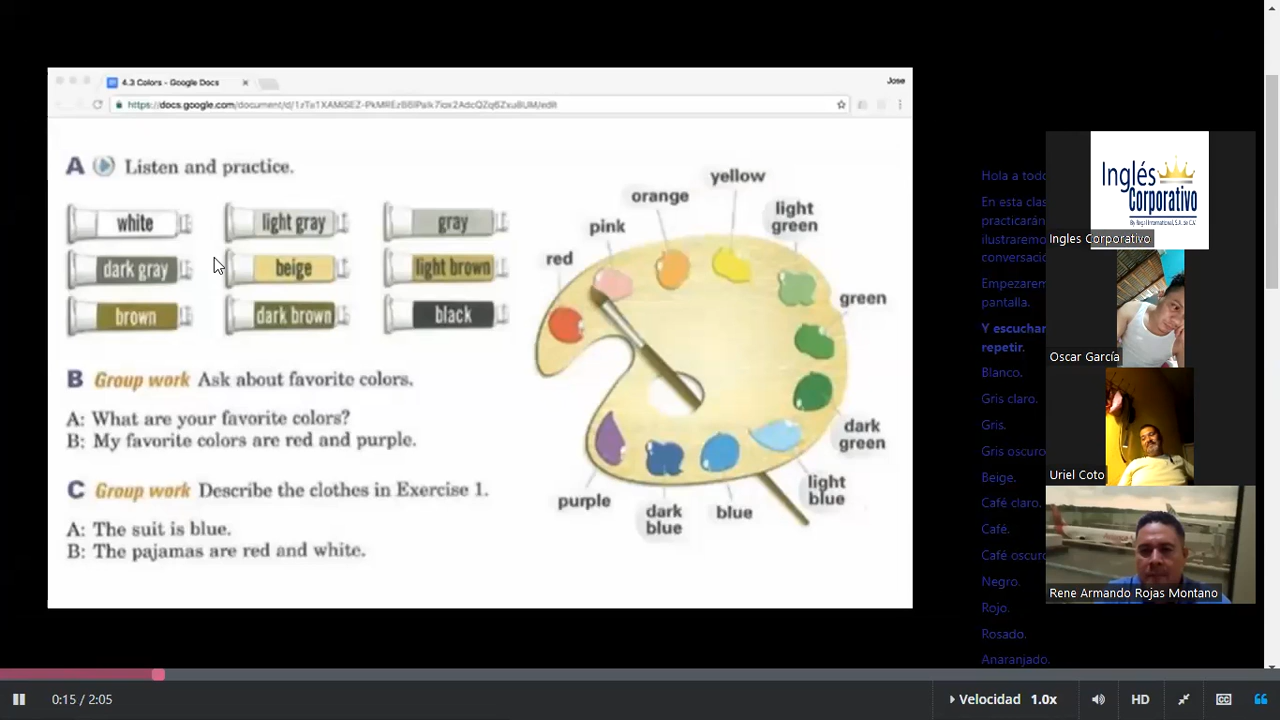 4.3 Colors - Google Docs
Jose
A Listen and practice.
white
light gray
gray
dark gray
beige
light brown
brown
dark brown
black
red
pink
orange
yellow
light
green
green
dark
green
light
blue
blue
dark
blue
purple
B Group work Ask about favorite colors.
A: What are your favorite colors?
B: My favorite colors are red and purple.
C Group work Describe the clothes in Exercise 1.
A: The suit is blue.
B: The pajamas are red and white.
Hola a todo
En esta clas
practicarán
ilustraremo
conversació
Empezarem
pantalla.
Y escuchar
repetir.
Blanco.
Gris claro.
Gris.
Gris oscuro
Beige.
Café claro.
Café.
Café oscuro
Negro.
Rojo.
Rosado.
Anaranjado.
Inglés
Corporativo
Ingles Corporativo
Oscar García
Uriel Coto
Rene Armando Rojas Montano
0:15 / 2:05
Velocidad 1.0x
HD
CC